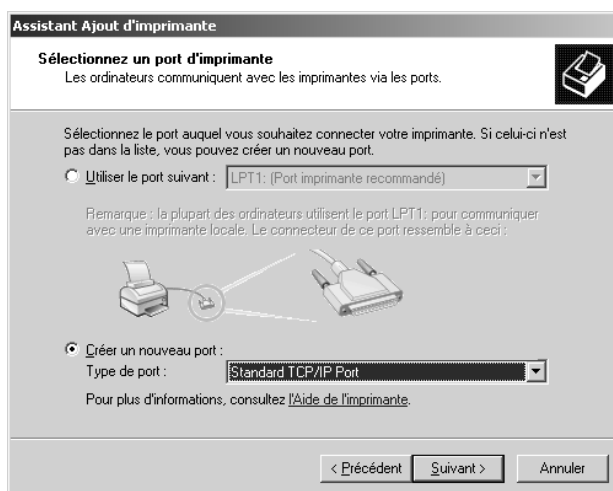 Assistant Ajout d'imprimante
Sélectionnez un port d'imprimante
Les ordinateurs communiquent avec les imprimantes via les ports.
Sélectionnez le port auquel vous souhaitez connecter votre imprimante. Si celui-ci n'est
pas dans la liste, vous pouvez créer un nouveau port.
Utiliser le port suivant : LPT1: (Port imprimante recommandé)
Remarque : la plupart des ordinateurs utilisent le port LPT1: pour communiquer
avec une imprimante locale. Le connecteur de ce port ressemble à ceci :
Créer un nouveau port :
Type de port : Standard TCP/IP Port
Pour plus d'informations, consultez l'Aide de l'imprimante.
< Précédent Suivant > Annuler